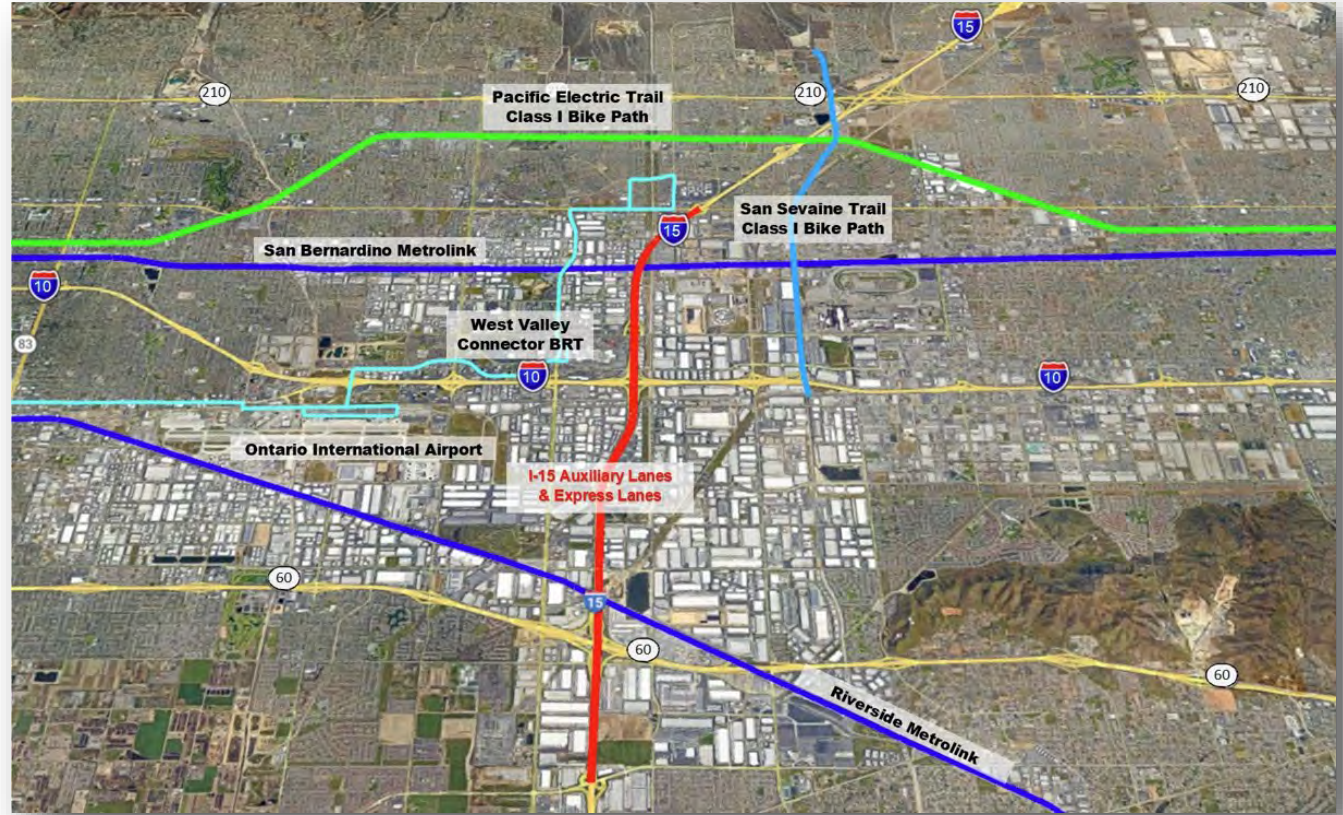 15
210
210
210
Pacific Electric Trail
Class I Bike Path
San Sevaine Trail
Class I Bike Path
15
San Bernardino Metrolink
10
83
West Valley
Connector BRT
10
10
Ontario International Airport
I-15 Auxiliary Lanes
& Express Lanes
60
15
60
60
Riverside Metrolink